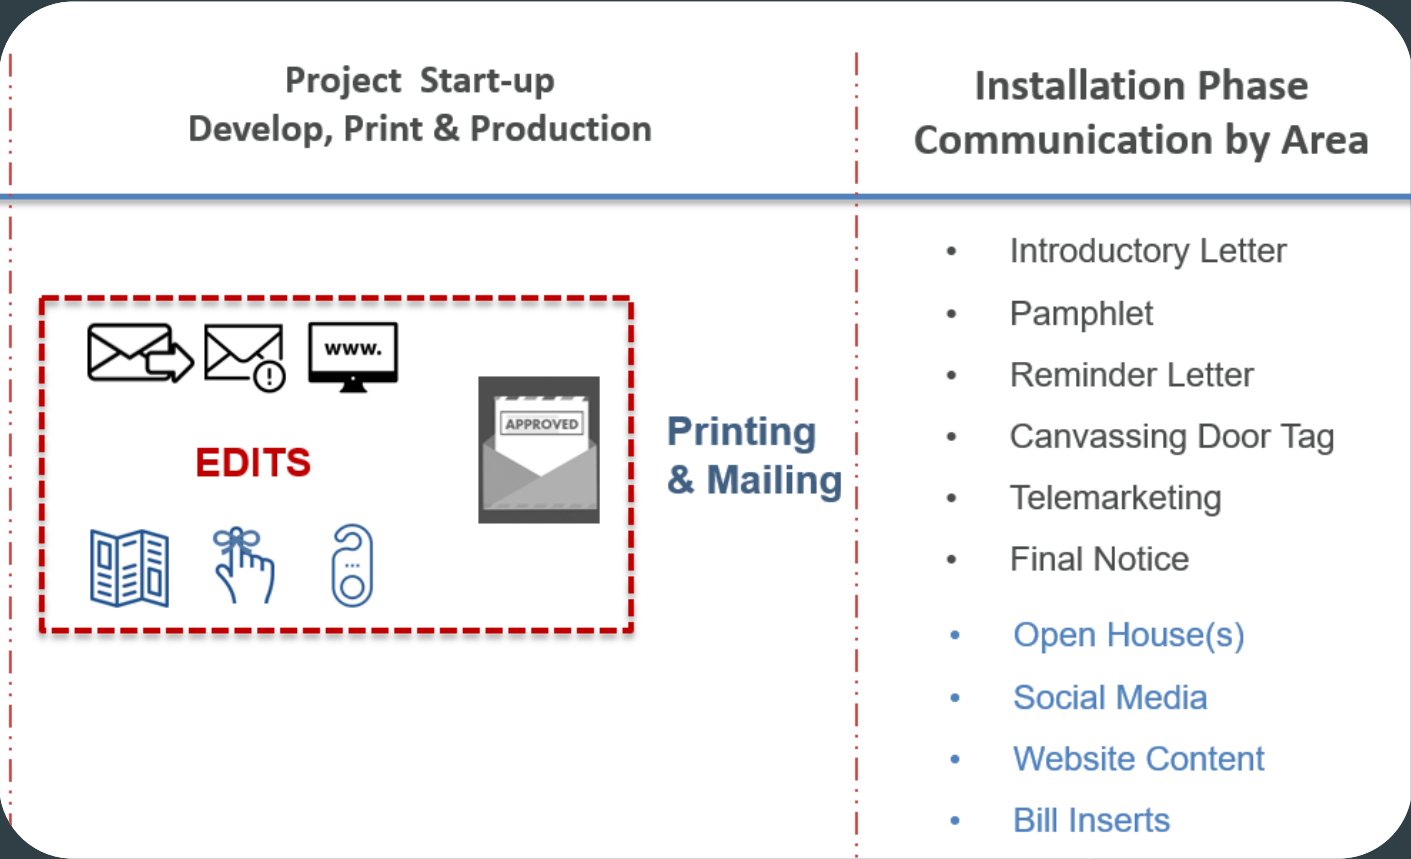 Project Start-up
Develop, Print & Production
Installation Phase
Communication by Area
www.
APPROVED
EDITS
Printing
& Mailing
• Introductory Letter
• Pamphlet
• Reminder Letter
• Canvassing Door Tag
• Telemarketing
• Final Notice
• Open House(s)
• Social Media
• Website Content
• Bill Inserts